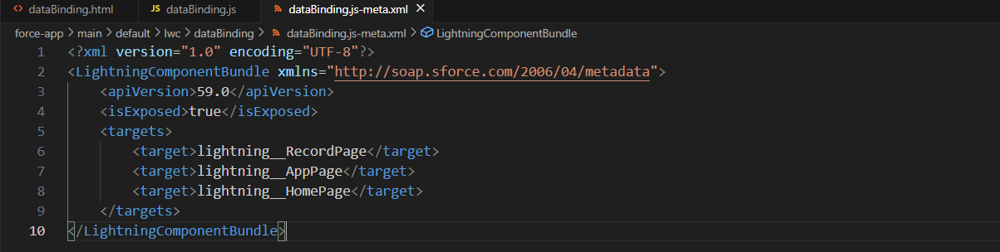 dataBinding.html JS dataBinding.js dataBinding.js-meta.xml
force-app > main > default > lwc > dataBinding > dataBinding.js-meta.xml > LightningComponentBundle
1 <?xml version="1.0" encoding="UTF-8"?>
2 <LightningComponentBundle xmlns="http://soap.sforce.com/2006/04/metadata">
3     <apiVersion>59.0</apiVersion>
4     <isExposed>true</isExposed>
5     <targets>
6         <target>lightning__RecordPage</target>
7         <target>lightning__AppPage</target>
8         <target>lightning__HomePage</target>
9     </targets>
10 </LightningComponentBundle>